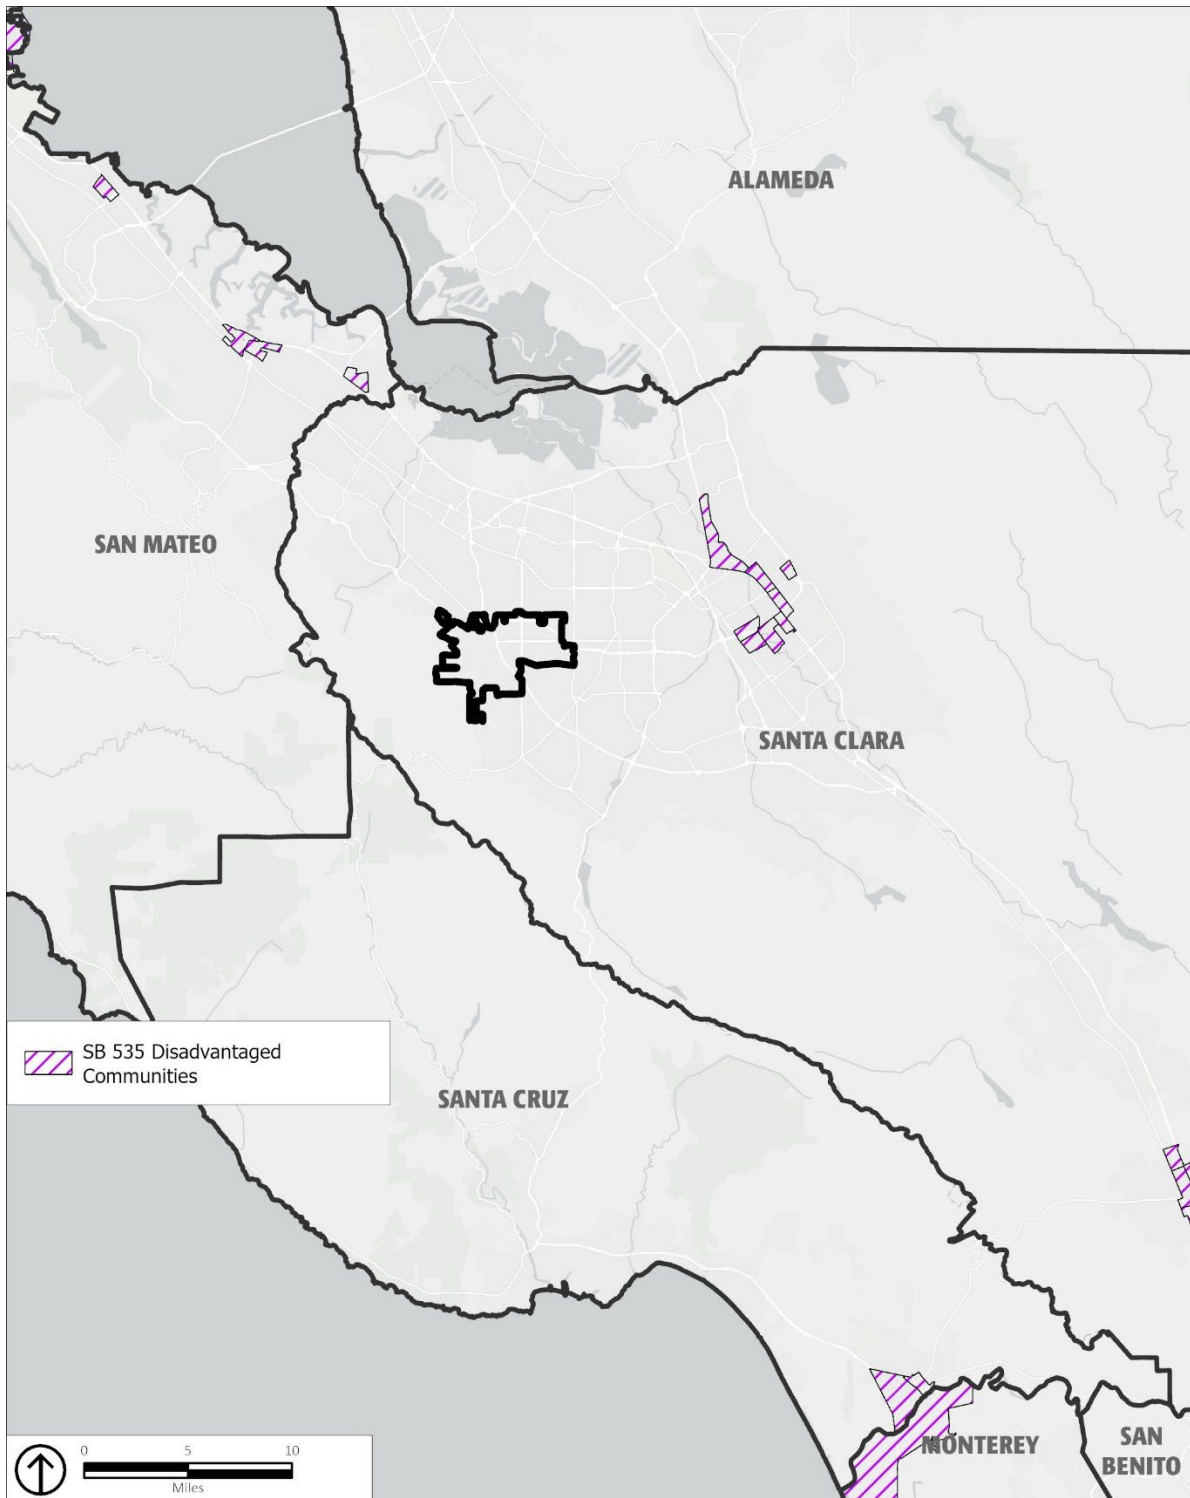 ALAMEDA
SAN MATEO
SANTA CLARA
SB 535 Disadvantaged
Communities
SANTA CRUZ
MONTEREY
SAN
BENITO
0 5 10
Miles